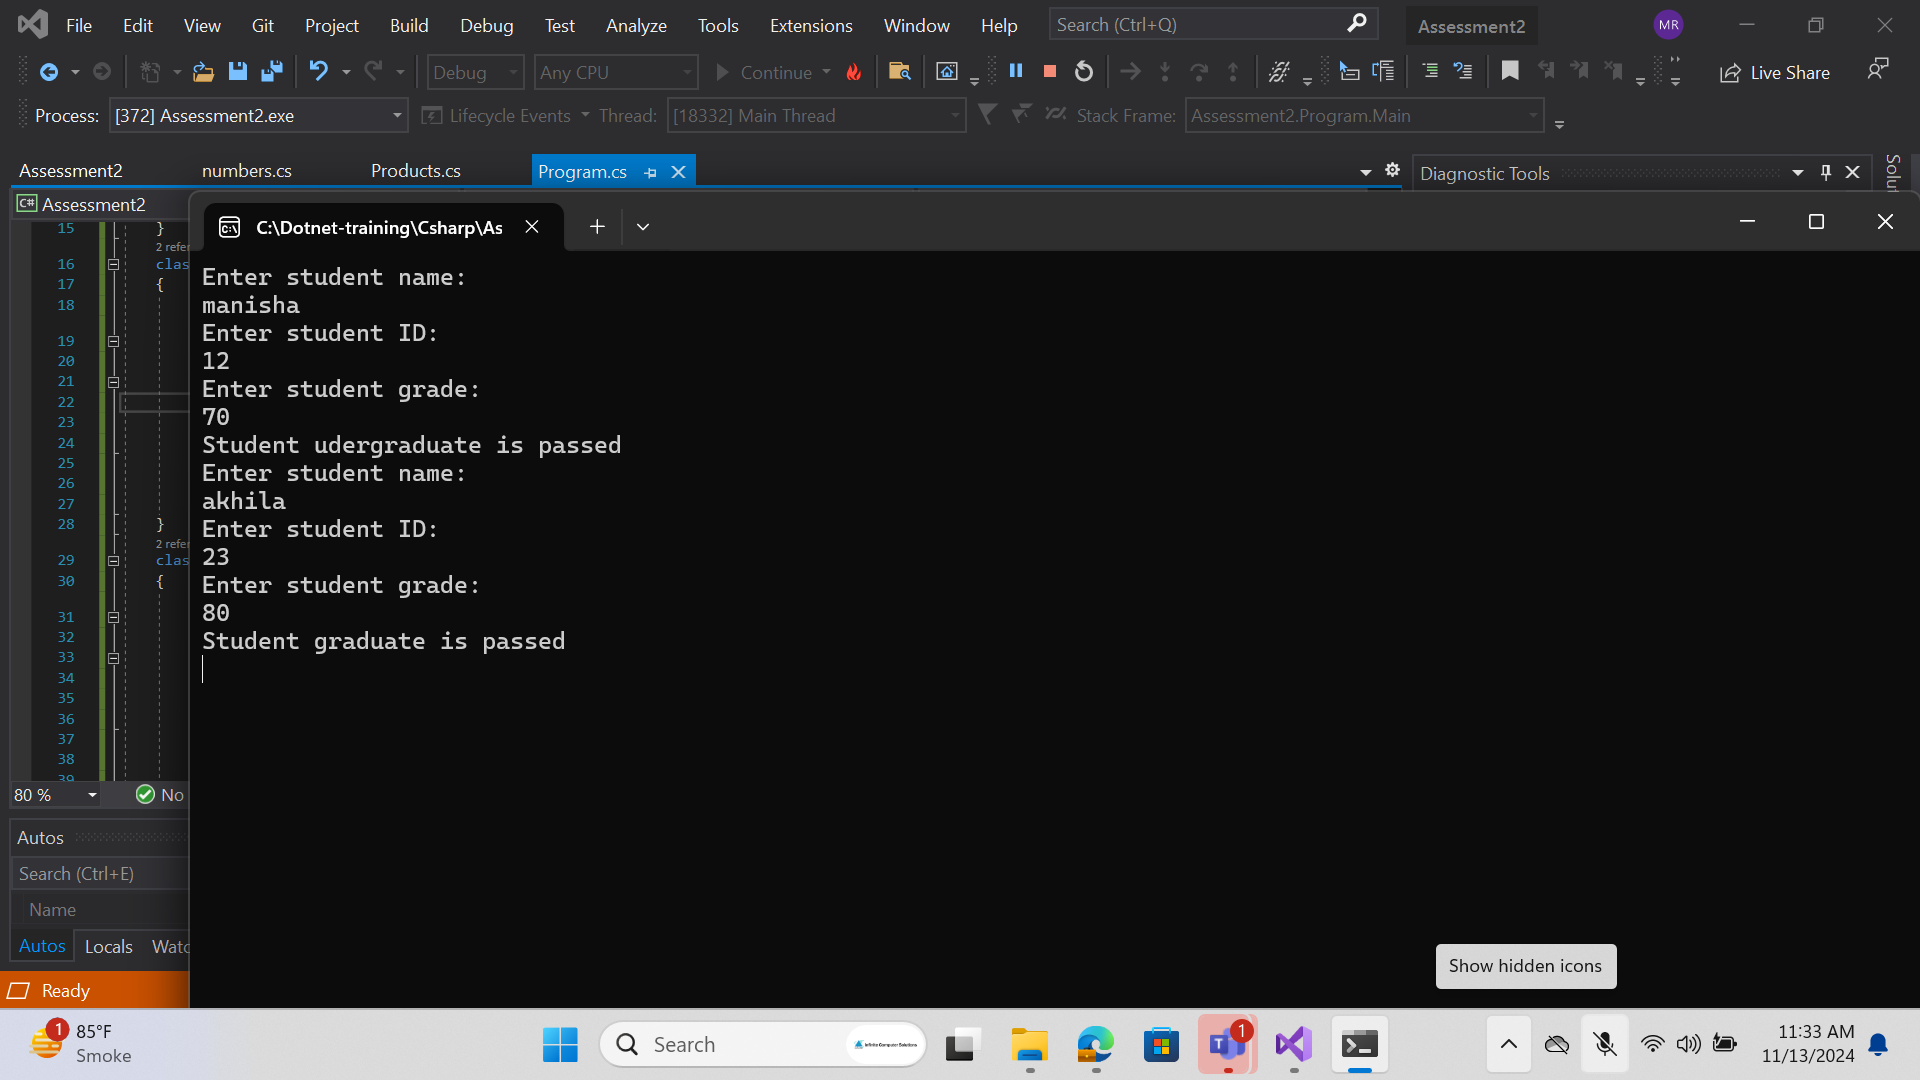 File Edit View Git Project Build Debug Test Analyze Tools Extensions Window Help Search (Ctrl+Q) Assessment2 MR
Debug Any CPU Continue Live Share
Process: [372] Assessment2.exe Lifecycle Events Thread: [18332] Main Thread Stack Frame: Assessment2.Program.Main
Assessment2 numbers.cs Products.cs Program.cs Diagnostic Tools
Assessment2
C:\Dotnet-training\Csharp\As
15 }
2 refer
16 clas
17 {
18
19
20
21
22
23
24
25
26
27
28 }
2 refer
29 clas
30 {
31
32
33
34
35
36
37
38
39
80 % No
Autos
Search (Ctrl+E)
Name
Autos Locals Watc
Ready
Enter student name:
manisha
Enter student ID:
12
Enter student grade:
70
Student udergraduate is passed
Enter student name:
akhila
Enter student ID:
23
Enter student grade:
80
Student graduate is passed
Show hidden icons
1 85°F
Smoke
Search
Infinite Computer Solutions
1
11:33 AM
11/13/2024